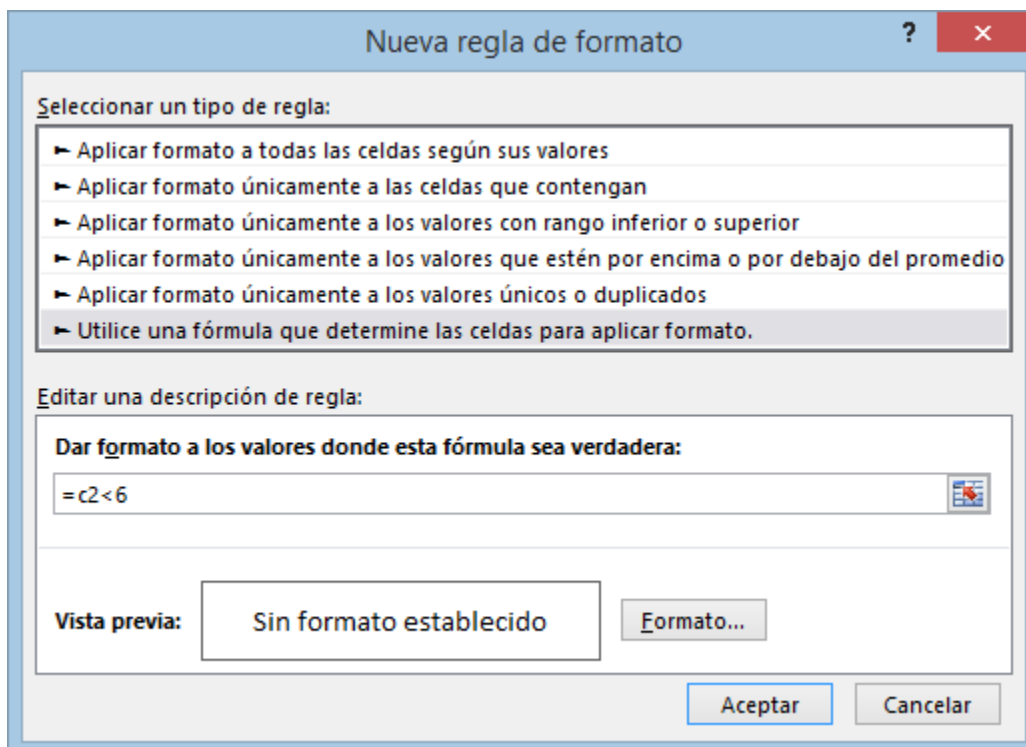 Nueva regla de formato
?
×
Seleccionar un tipo de regla:
► Aplicar formato a todas las celdas según sus valores
► Aplicar formato únicamente a las celdas que contengan
► Aplicar formato únicamente a los valores con rango inferior o superior
► Aplicar formato únicamente a los valores que estén por encima o por debajo del promedio
► Aplicar formato únicamente a los valores únicos o duplicados
► Utilice una fórmula que determine las celdas para aplicar formato.
Editar una descripción de regla:
Dar formato a los valores donde esta fórmula sea verdadera:
=c2<6
Vista previa: Sin formato establecido Formato...
Aceptar Cancelar